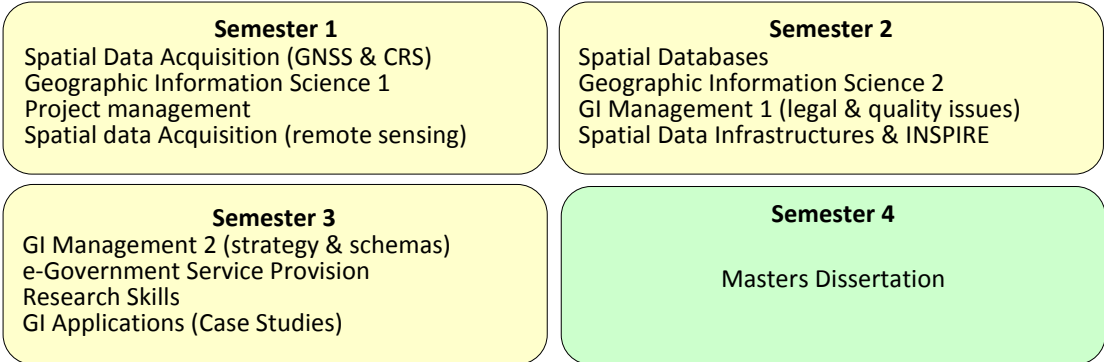 Semester 1
Spatial Data Acquisition (GNSS & CRS)
Geographic Information Science 1
Project management
Spatial data Acquisition (remote sensing)
Semester 2
Spatial Databases
Geographic Information Science 2
GI Management 1 (legal & quality issues)
Spatial Data Infrastructures & INSPIRE
Semester 3
GI Management 2 (strategy & schemas)
e-Government Service Provision
Research Skills
GI Applications (Case Studies)
Semester 4
Masters Dissertation